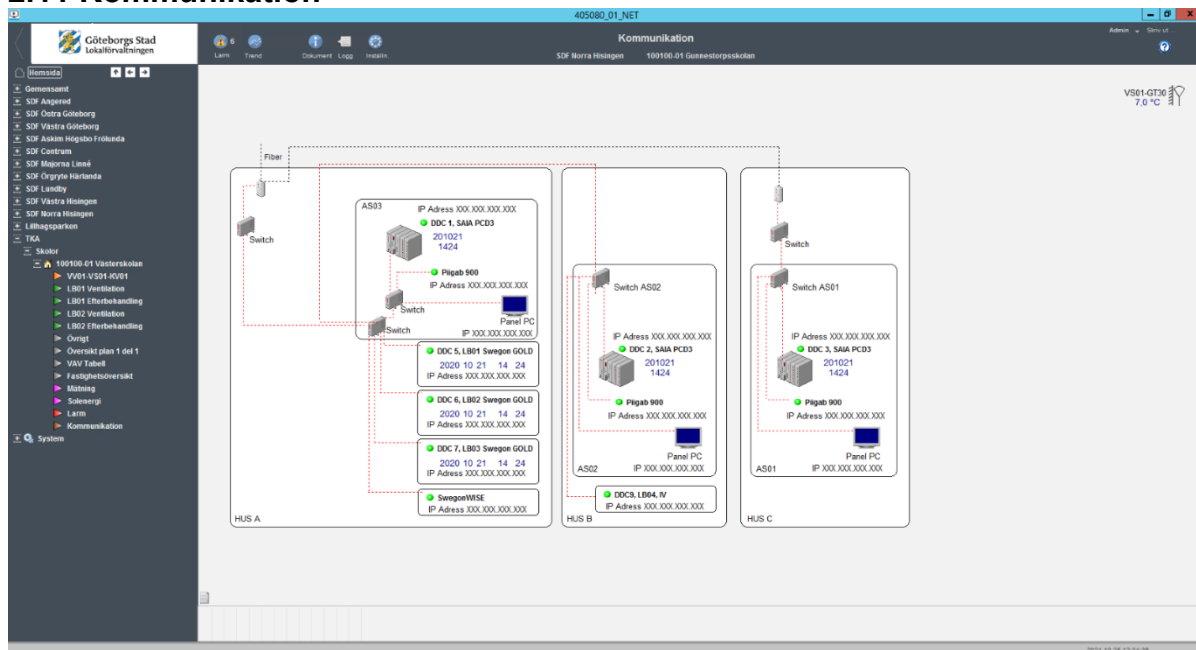 405080_01_NET
Göteborgs Stad
Lokalförvaltningen
6
Larm Trend Dokument Logg Inställn.
Kommunikation
SDF Norra Hisingen 100100-01 Gunnestorpsskolan
Admin Skriv ut...
Hemsida
Gemensamt
SDF Angered
SDF Östra Göteborg
SDF Västra Göteborg
SDF Askim Högsbo Frölunda
SDF Centrum
SDF Majorna Linné
SDF Örgryte Härlanda
SDF Lundby
SDF Västra Hisingen
SDF Norra Hisingen
Lillhagsparken
TKA
Skolor
100100-01 Västerskolan
VV01-VS01-KV01
LB01 Ventilation
LB01 Efterbehandling
LB02 Ventilation
LB02 Efterbehandling
Övrigt
Översikt plan 1 del 1
VAV Tabell
Fastighetsöversikt
Mätning
Solenergi
Larm
Kommunikation
System
VS01-GT30
7,0 °C
Fiber
Switch
AS03
IP Adress XXX.XXX.XXX.XXX
DDC 1, SAIA PCD3
201021
1424
Piigab 900
IP Adress XXX.XXX.XXX.XXX
Switch
Switch
Panel PC
IP XXX.XXX.XXX.XXX
DDC 5, LB01 Swegon GOLD
2020 10 21 14 24
IP Adress XXX.XXX.XXX.XXX
DDC 6, LB02 Swegon GOLD
2020 10 21 14 24
IP Adress XXX.XXX.XXX.XXX
DDC 7, LB03 Swegon GOLD
2020 10 21 14 24
IP Adress XXX.XXX.XXX.XXX
SwegonWISE
IP Adress XXX.XXX.XXX.XXX
HUS A
Switch AS02
IP Adress XXX.XXX.XXX.XXX
DDC 2, SAIA PCD3
201021
1424
Piigab 900
IP Adress XXX.XXX.XXX.XXX
Panel PC
AS02 IP XXX.XXX.XXX.XXX
DDC9, LB04, IV
IP Adress XXX.XXX.XXX.XXX
HUS B
Switch
Switch AS01
IP Adress XXX.XXX.XXX.XXX
DDC 3, SAIA PCD3
201021
1424
Piigab 900
IP Adress XXX.XXX.XXX.XXX
Panel PC
AS01 IP XXX.XXX.XXX.XXX
HUS C